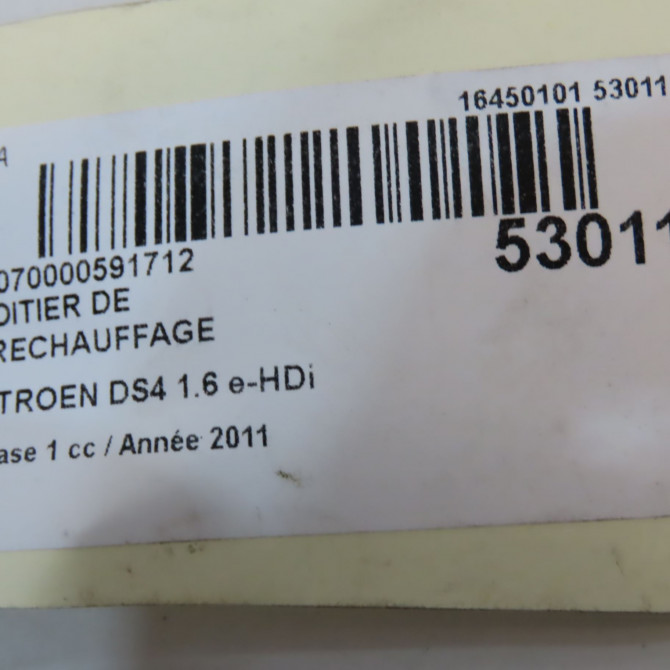 16450101 53011
A
070000591712
53011
OITIER DE
RECHAUFFAGE
TROEN DS4 1.6 e-HDi
ase 1 cc / Année 2011